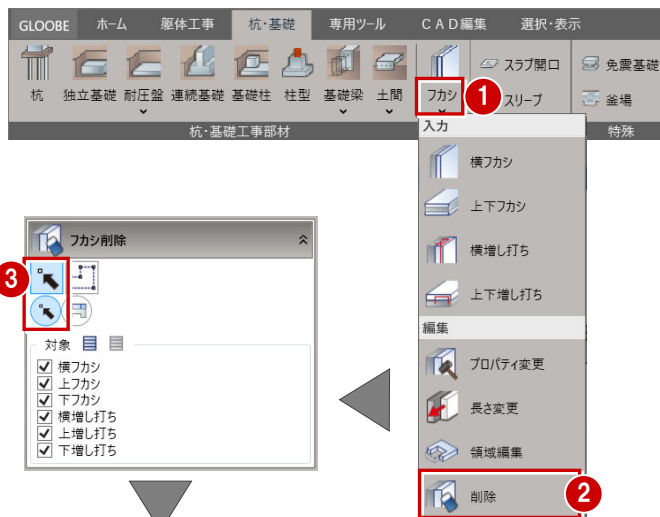 GLOOBE ホーム 躯体工事 杭・基礎 専用ツール CAD編集 選択・表示
杭 独立基礎 耐圧盤 連続基礎 基礎柱 柱型 基礎梁 土間 フカシ
スラブ開口 免震基礎
スリーブ 釜場
1
杭・基礎工事部材 特殊
入力
横フカシ
上下フカシ
横増し打ち
上下増し打ち
編集
プロパティ変更
長さ変更
領域編集
削除
2
フカシ削除
3
対象
横フカシ
上フカシ
下フカシ
横増し打ち
上増し打ち
下増し打ち